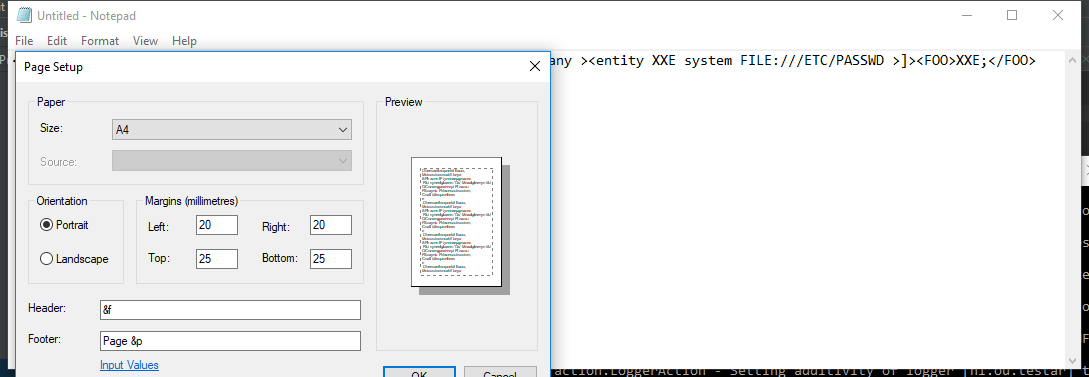 Untitled - Notepad
File Edit Format View Help
any ><entity XXE system FILE:///ETC/PASSWD >]><FOO>XXE;</FOO>
Page Setup
Paper
Size: A4
Source:
Preview
Orientation
Portrait
Landscape
Margins (millimetres)
Left: 20 Right: 20
Top: 25 Bottom: 25
Header: &f
Footer: Page &p
Input Values
OK Cancel
action.LoggerAction - Setting additivity of logger [nl.ou.testar]